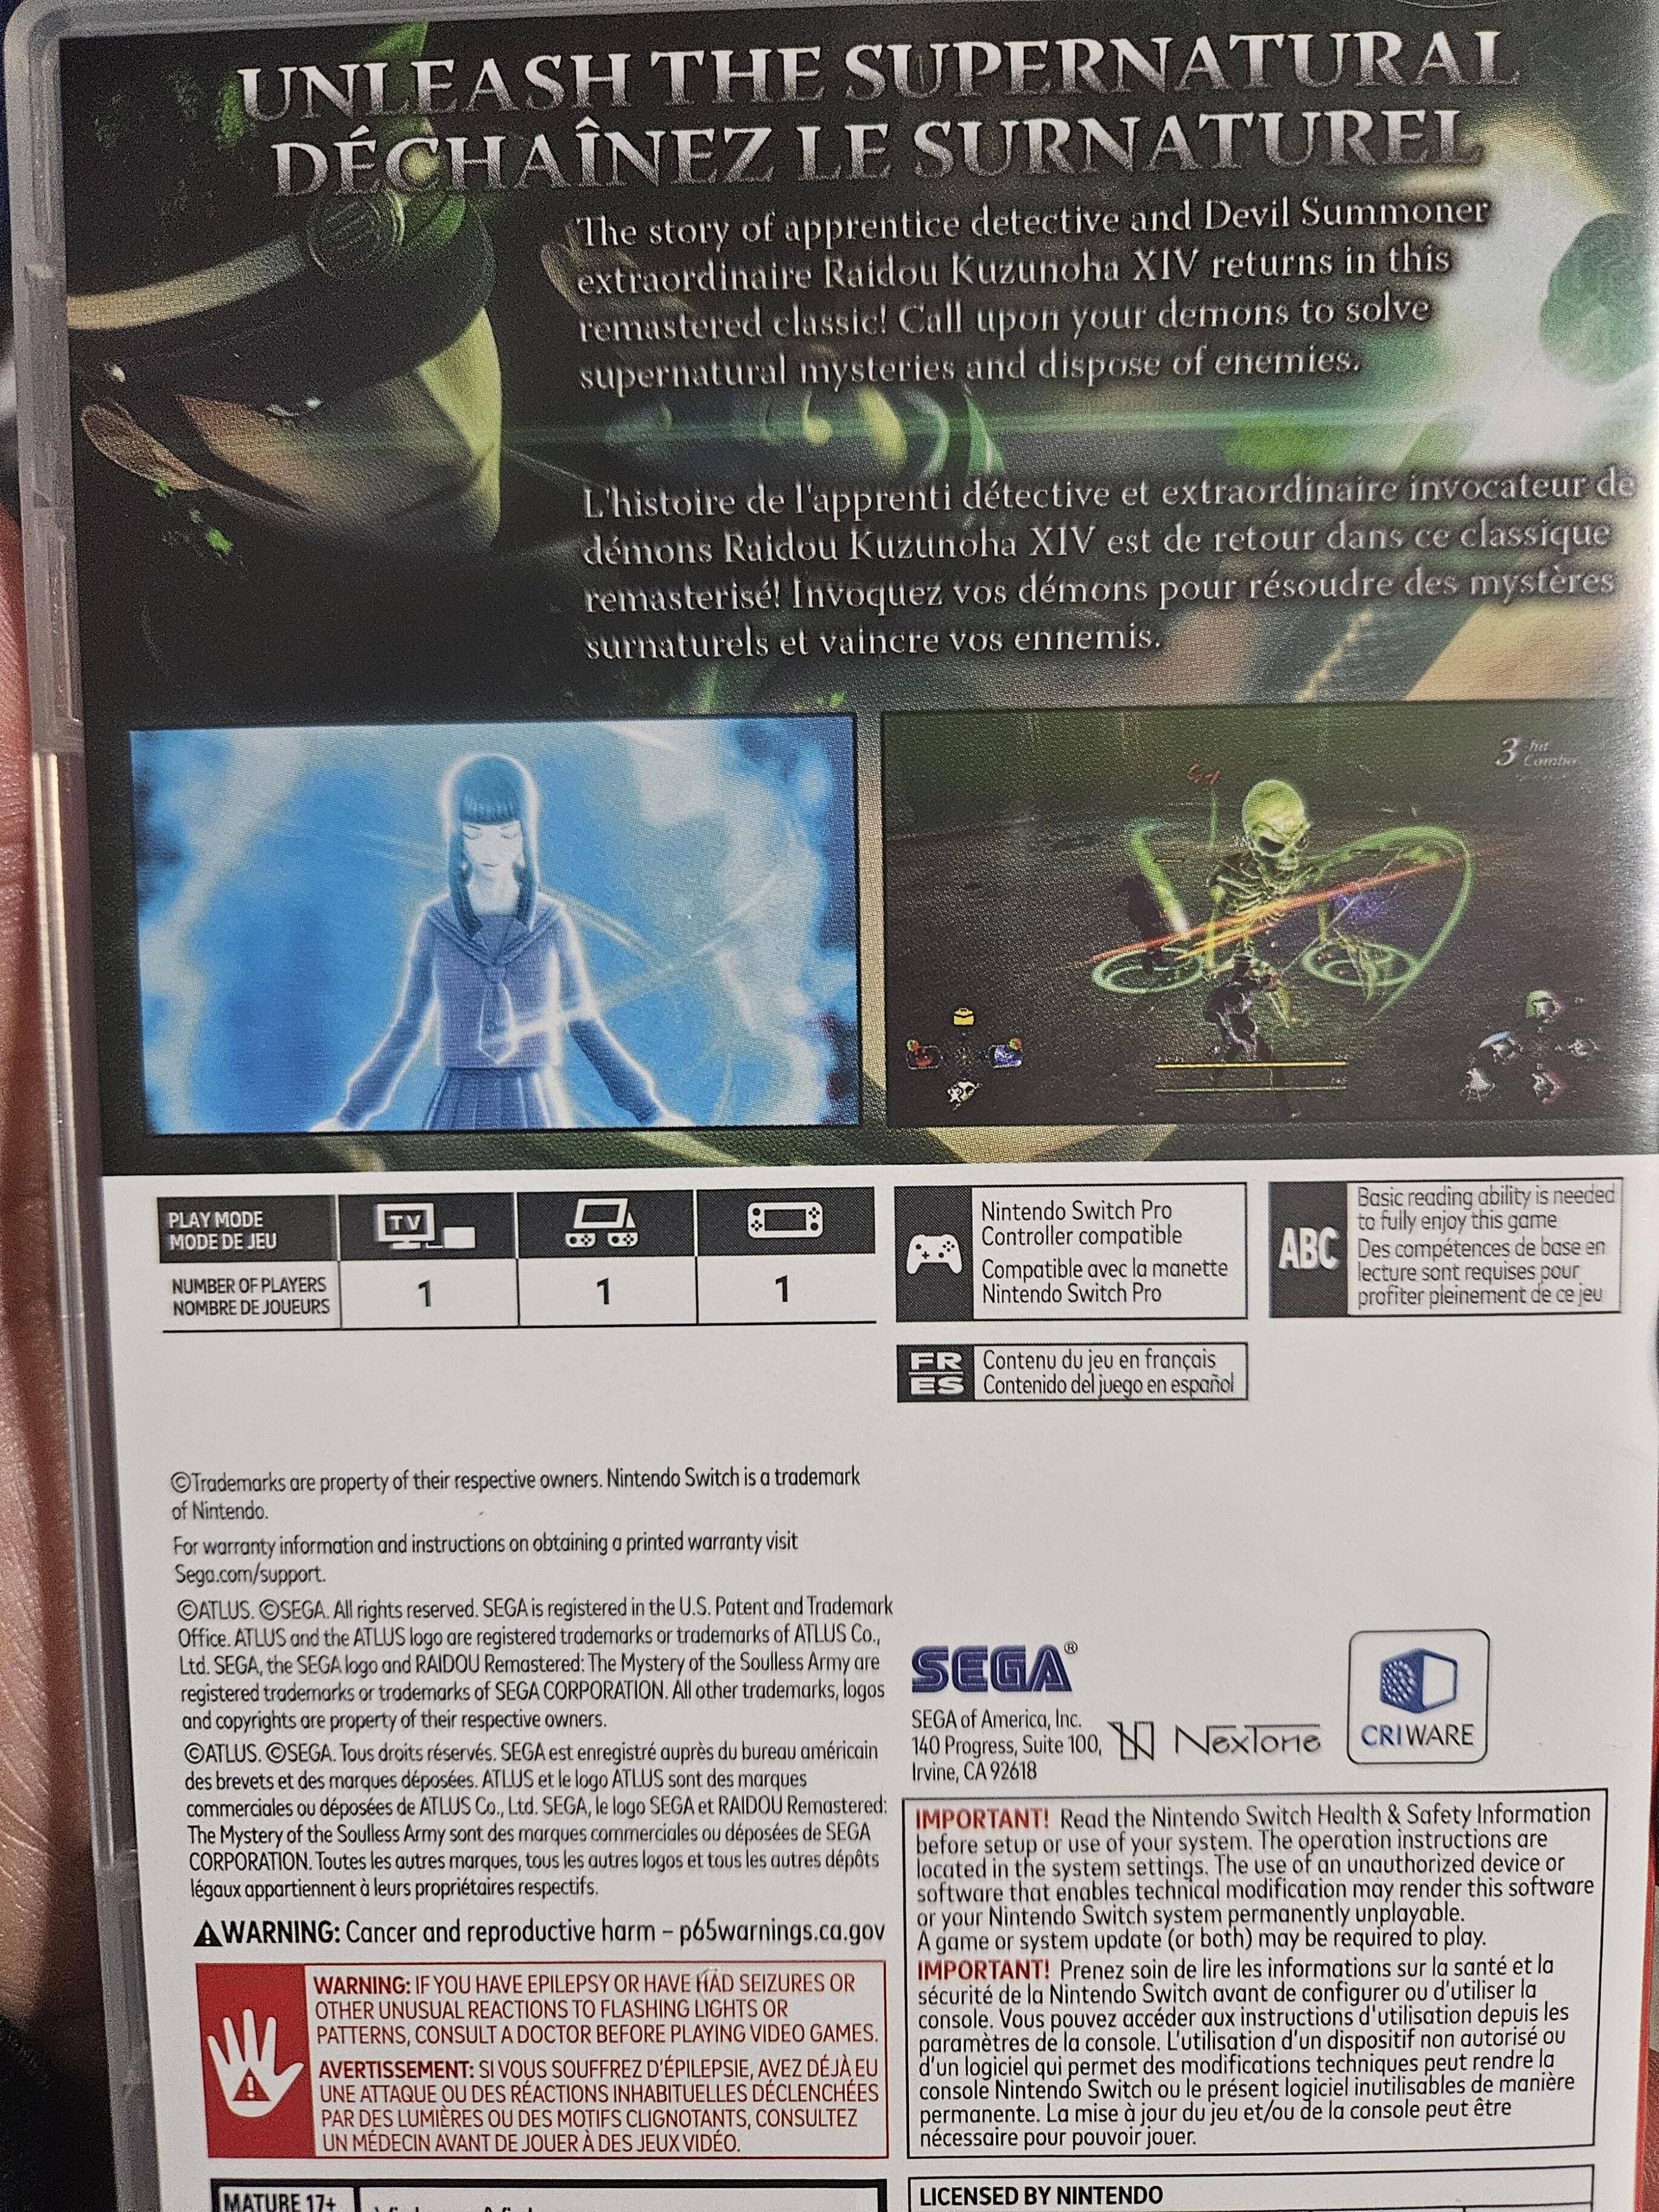 UNLEASH THE SUPERNATURAL
DÉCHAÎNEZ LE SURNATUREL
The story of apprentice detective and Devil Summoner
extraordinaire Raidou Kuzunoha XIV returns in this
remastered classic! Call upon your demons to solve
supernatural mysteries and dispose of enemies.
L'histoire de l'apprenti détective et extraordinaire invocateur de
démons Raidou Kuzunoha XIV est de retour dans ce classique
remasterisé! Invoquez vos démons pour résoudre des mystères
surnaturels et vaincre vos ennemis.
3 hit
Combo
PLAY MODE
MODE DE JEU
TV
NUMBER OF PLAYERS
NOMBRE DE JOUEURS
1
1
1
Nintendo Switch Pro
Controller compatible
Compatible avec la manette
Nintendo Switch Pro
ABC
Basic reading ability is needed
to fully enjoy this game
Des compétences de base en
lecture sont requises pour
profiter pleinement de ce jeu
FR
ES
Contenu du jeu en français
Contenido del juego en español
©Trademarks are property of their respective owners. Nintendo Switch is a trademark
of Nintendo.
For warranty information and instructions on obtaining a printed warranty visit
Sega.com/support.
©ATLUS. ©SEGA. All rights reserved. SEGA is registered in the U.S. Patent and Trademark
Office. ATLUS and the ATLUS logo are registered trademarks or trademarks of ATLUS Co.,
Ltd. SEGA, the SEGA logo and RAIDOU Remastered: The Mystery of the Soulless Army are
registered trademarks or trademarks of SEGA CORPORATION. All other trademarks, logos
and copyrights are property of their respective owners.
©ATLUS. ©SEGA. Tous droits réservés. SEGA est enregistré auprès du bureau américain
des brevets et des marques déposées. ATLUS et le logo ATLUS sont des marques
commerciales ou déposées de ATLUS Co., Ltd. SEGA, le logo SEGA et RAIDOU Remastered:
The Mystery of the Soulless Army sont des marques commerciales ou déposées de SEGA
CORPORATION. Toutes les autres marques, tous les autres logos et tous les autres dépôts
légaux appartiennent à leurs propriétaires respectifs.
SEGA®
SEGA of America, Inc.
140 Progress, Suite 100,
Irvine, CA 92618
NexTone
CRIWARE
⚠WARNING: Cancer and reproductive harm – p65warnings.ca.gov
WARNING: IF YOU HAVE EPILEPSY OR HAVE HAD SEIZURES OR
OTHER UNUSUAL REACTIONS TO FLASHING LIGHTS OR
PATTERNS, CONSULT A DOCTOR BEFORE PLAYING VIDEO GAMES.
AVERTISSEMENT: SI VOUS SOUFFREZ D'ÉPILEPSIE, AVEZ DÉJÀ EU
UNE ATTAQUE OU DES RÉACTIONS INHABITUELLES DÉCLENCHÉES
PAR DES LUMIÈRES OU DES MOTIFS CLIGNOTANTS, CONSULTEZ
UN MÉDECIN AVANT DE JOUER À DES JEUX VIDÉO.
IMPORTANT! Read the Nintendo Switch Health & Safety Information
before setup or use of your system. The operation instructions are
located in the system settings. The use of an unauthorized device or
software that enables technical modification may render this software
or your Nintendo Switch system permanently unplayable.
A game or system update (or both) may be required to play.
IMPORTANT! Prenez soin de lire les informations sur la santé et la
sécurité de la Nintendo Switch avant de configurer ou d'utiliser la
console. Vous pouvez accéder aux instructions d'utilisation depuis les
paramètres de la console. L'utilisation d'un dispositif non autorisé ou
d'un logiciel qui permet des modifications techniques peut rendre la
console Nintendo Switch ou le présent logiciel inutilisables de manière
permanente. La mise à jour du jeu et/ou de la console peut être
nécessaire pour pouvoir jouer.
MATURE 17+
LICENSED BY NINTENDO